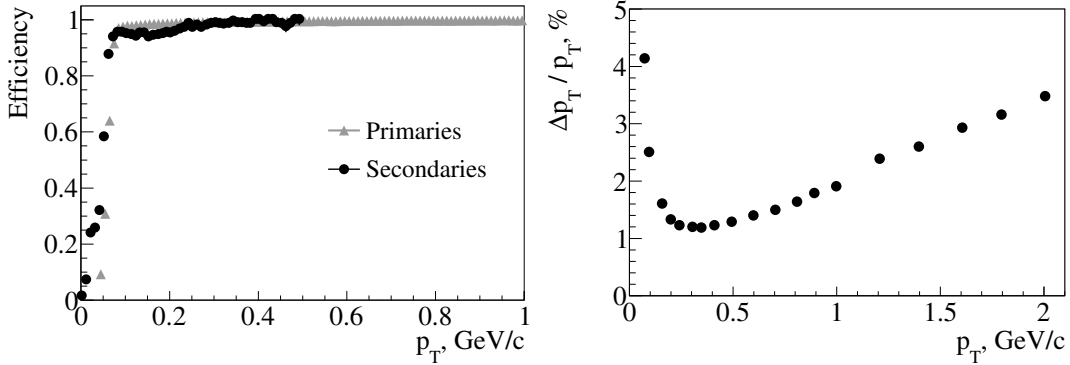 Efficiency
1
0.8
0.6
0.4
0.2
0
Primaries
Secondaries
0 0.2 0.4 0.6 0.8 1
p_T, GeV/c
Δp_T / p_T, %
5
4
3
2
1
0
0 0.5 1 1.5 2
p_T, GeV/c